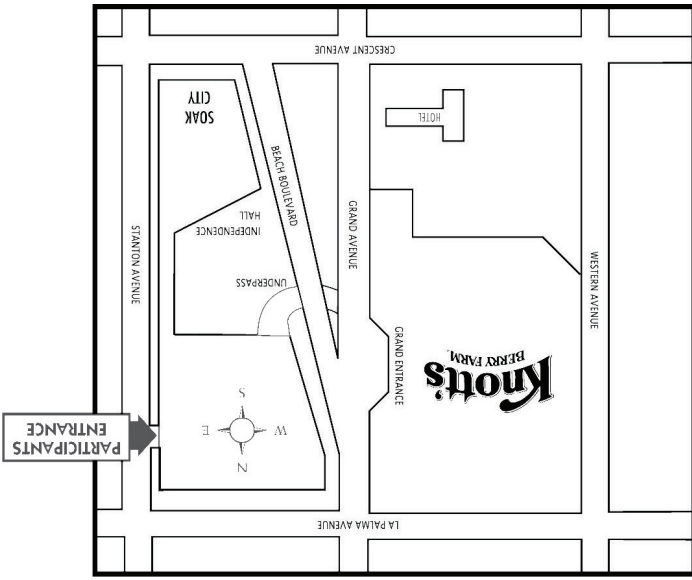 LA PALMA AVENUE
N
W
E
S
PARTICIPANTS
ENTRANCE
Knott's
BERRY FARM.
GRAND ENTRANCE
UNDERPASS
WESTERN AVENUE
GRAND AVENUE
STANTON AVENUE
INDEPENDENCE
HALL
BEACH BOULEVARD
HOTEL
SOAK
CITY
CRESCENT AVENUE